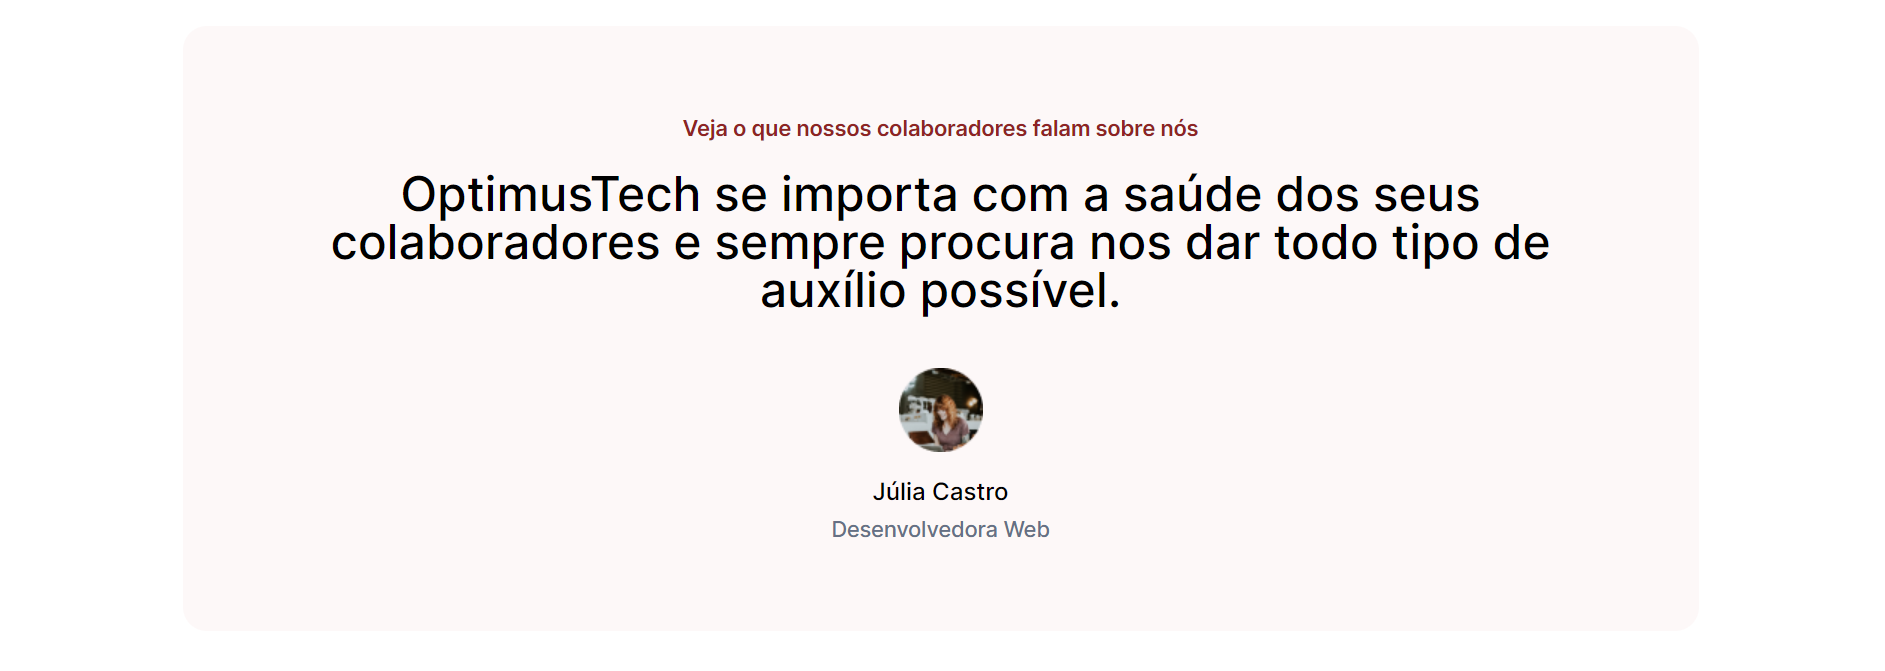 Veja o que nossos colaboradores falam sobre nós
OptimusTech se importa com a saúde dos seus
colaboradores e sempre procura nos dar todo tipo de
auxílio possível.
Júlia Castro
Desenvolvedora Web